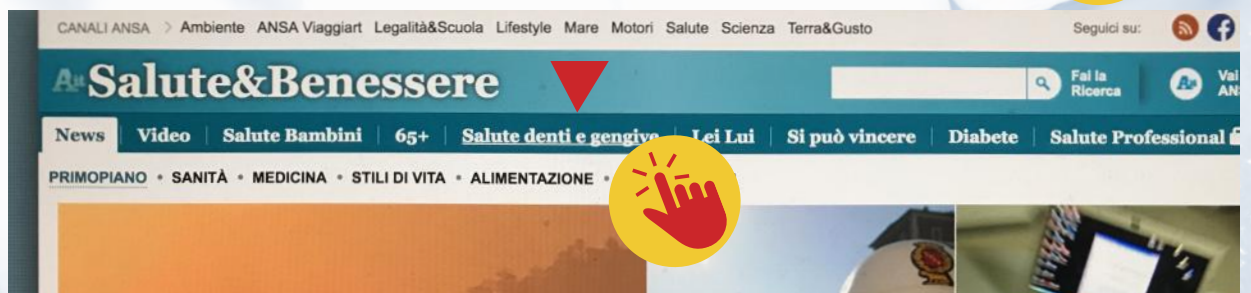 CANALI ANSA > Ambiente ANSA Viaggiart Legalità&Scuola Lifestyle Mare Motori Salute Scienza Terra&Gusto Seguici su:
Salute&Benessere
Fai la Ricerca
Vai
News Video Salute Bambini 65+ Salute denti e gengive Lei Lui Si può vincere Diabete Salute Professional
PRIMOPIANO • SANITÀ • MEDICINA • STILI DI VITA • ALIMENTAZIONE •